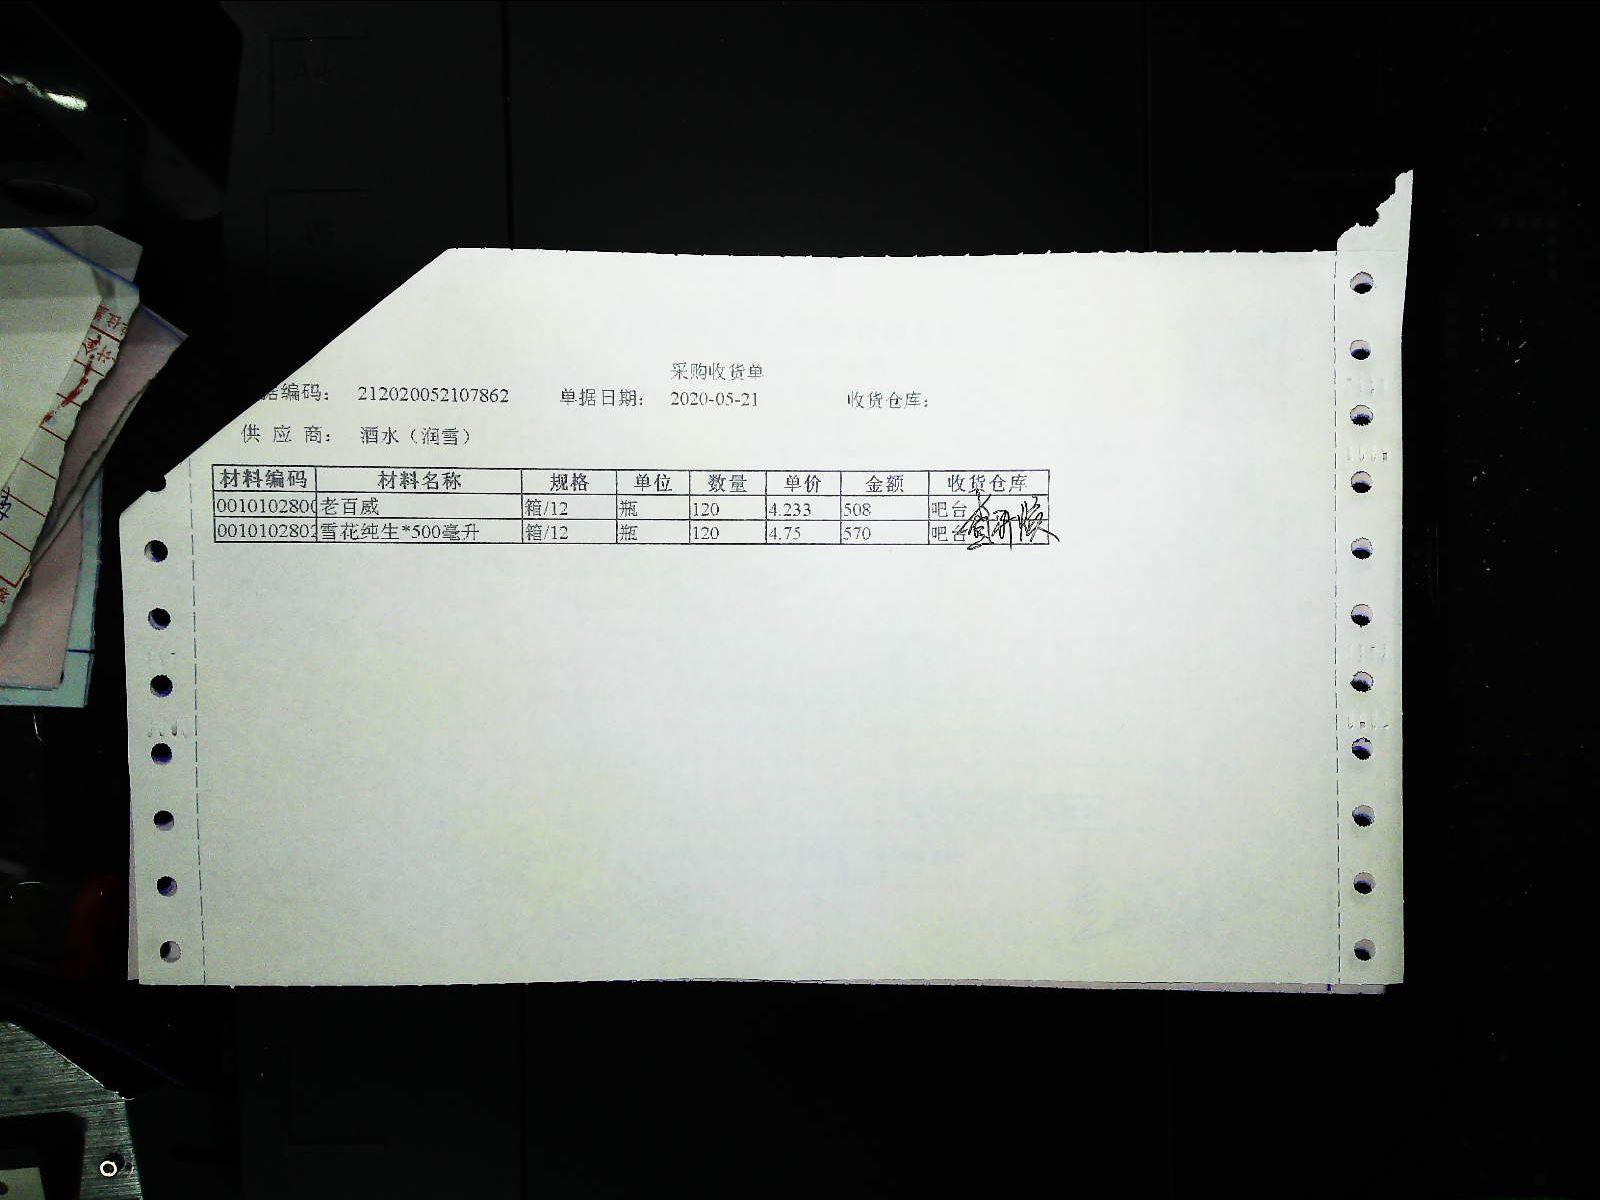 采购收货单
据编码： 212020052107862 单据日期： 2020-05-21 收货仓库：
供 应 商： 酒水（润雪）
材料编码 材料名称 规格 单位 数量 单价 金额 收货仓库
0010102800 老百威 箱/12 瓶 120 4.233 508 吧台
0010102802 雪花纯生*500毫升 箱/12 瓶 120 4.75 570 吧台